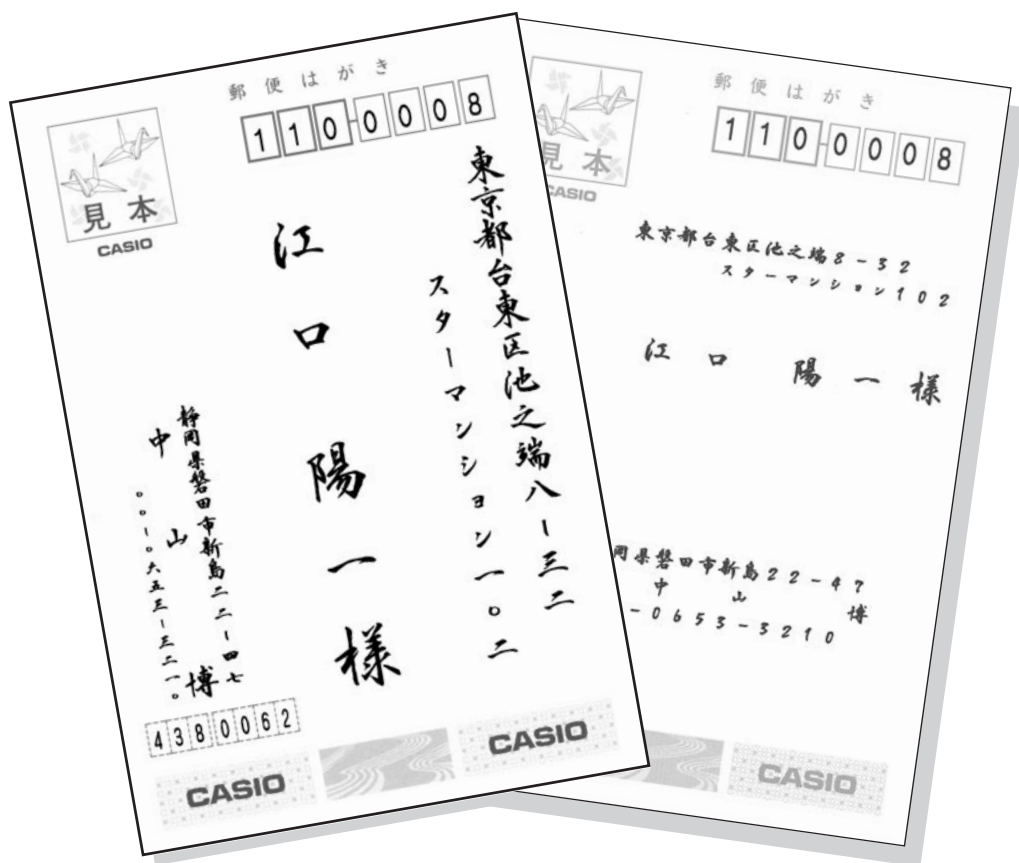 郵便はがき
110-0008
見本
CASIO
東京都台東区池之端八ー三二
スターマンション一〇二
江口陽一様
静岡県磐田市新島二二ー四七
中山博
〇〇ー〇六五三ー三二一〇
4380062
CASIO
CASIO
郵便はがき
110-0008
見本
CASIO
東京都台東区池之端8-32
スターマンション102
江口 陽一様
岡県磐田市新島22-47
中山博
-0653-3210
CASIO